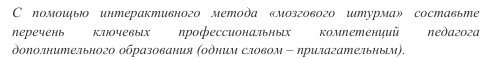 С помощью интерактивного метода «мозгового штурма» составьте
перечень ключевых профессиональных компетенций педагога
дополнительного образования (одним словом – прилагательным).